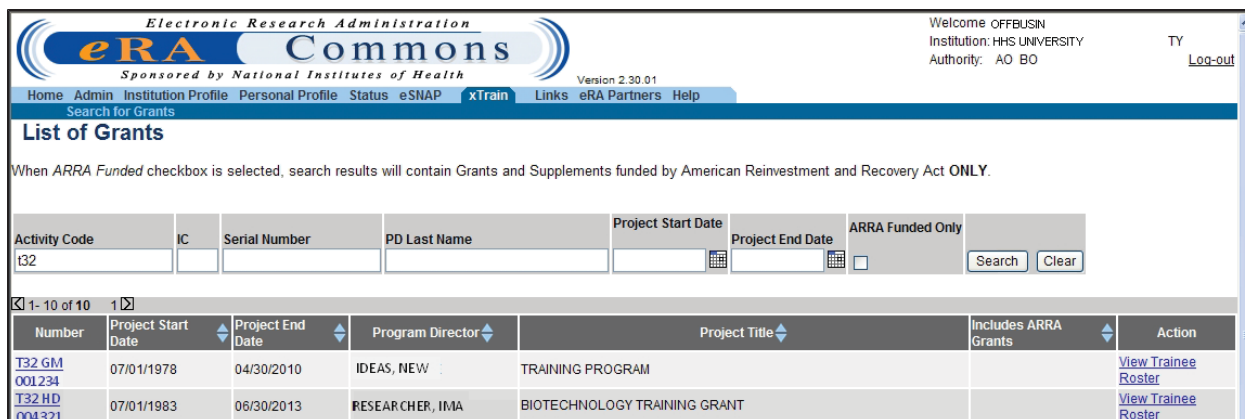 Electronic Research Administration
eRA Commons
Sponsored by National Institutes of Health
Version 2.30.01
Welcome OFFBUSIN
Institution: HHS UNIVERSITY TY
Authority: AO BO Log-out
Home Admin Institution Profile Personal Profile Status eSNAP xTrain Links eRA Partners Help
Search for Grants
List of Grants
When ARRA Funded checkbox is selected, search results will contain Grants and Supplements funded by American Reinvestment and Recovery Act ONLY.
Activity Code IC Serial Number PD Last Name Project Start Date Project End Date ARRA Funded Only
t32 Search Clear
1- 10 of 10 1
Number Project Start Date Project End Date Program Director Project Title Includes ARRA Grants Action
T32 GM 001234 07/01/1978 04/30/2010 IDEAS, NEW TRAINING PROGRAM View Trainee Roster
T32 HD 004321 07/01/1983 06/30/2013 RESEARCHER, IMA BIOTECHNOLOGY TRAINING GRANT View Trainee Roster